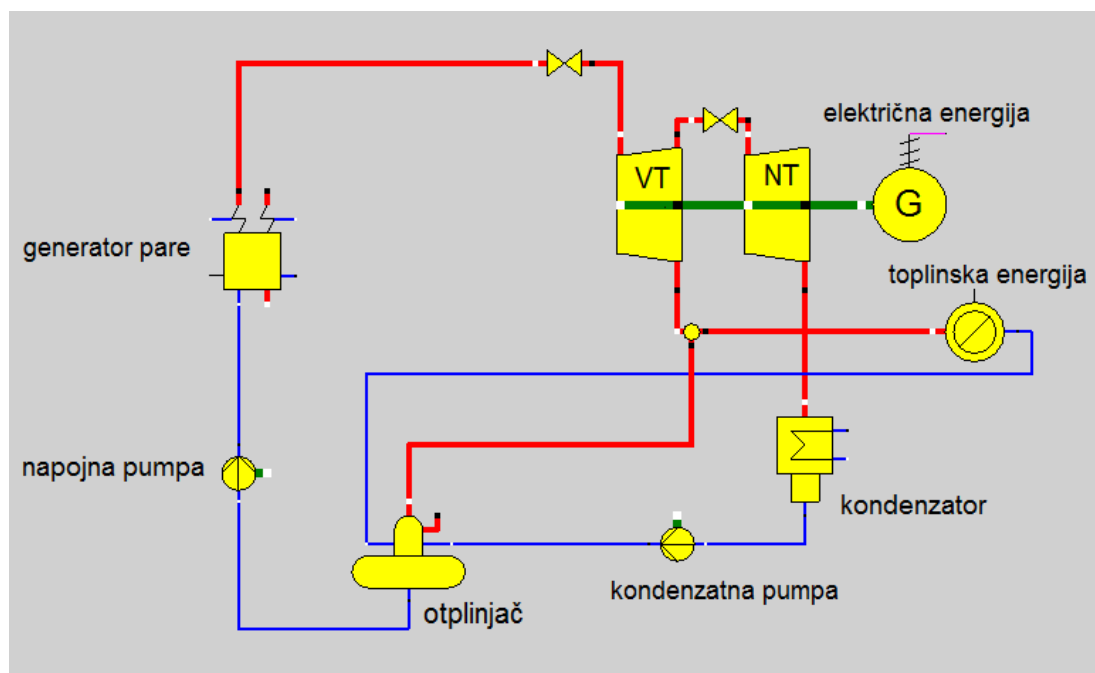 električna energija
VT
NT
G
generator pare
toplinska energija
napojna pumpa
kondenzator
kondenzatna pumpa
otplinjač